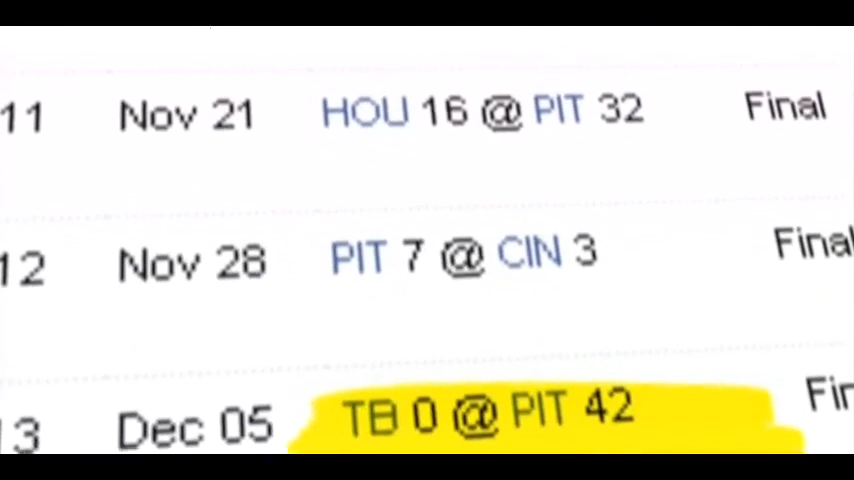 11 Nov 21 HOU 16 @ PIT 32 Final
12 Nov 28 PIT 7 @ CIN 3 Final
13 Dec 05 TB 0 @ PIT 42